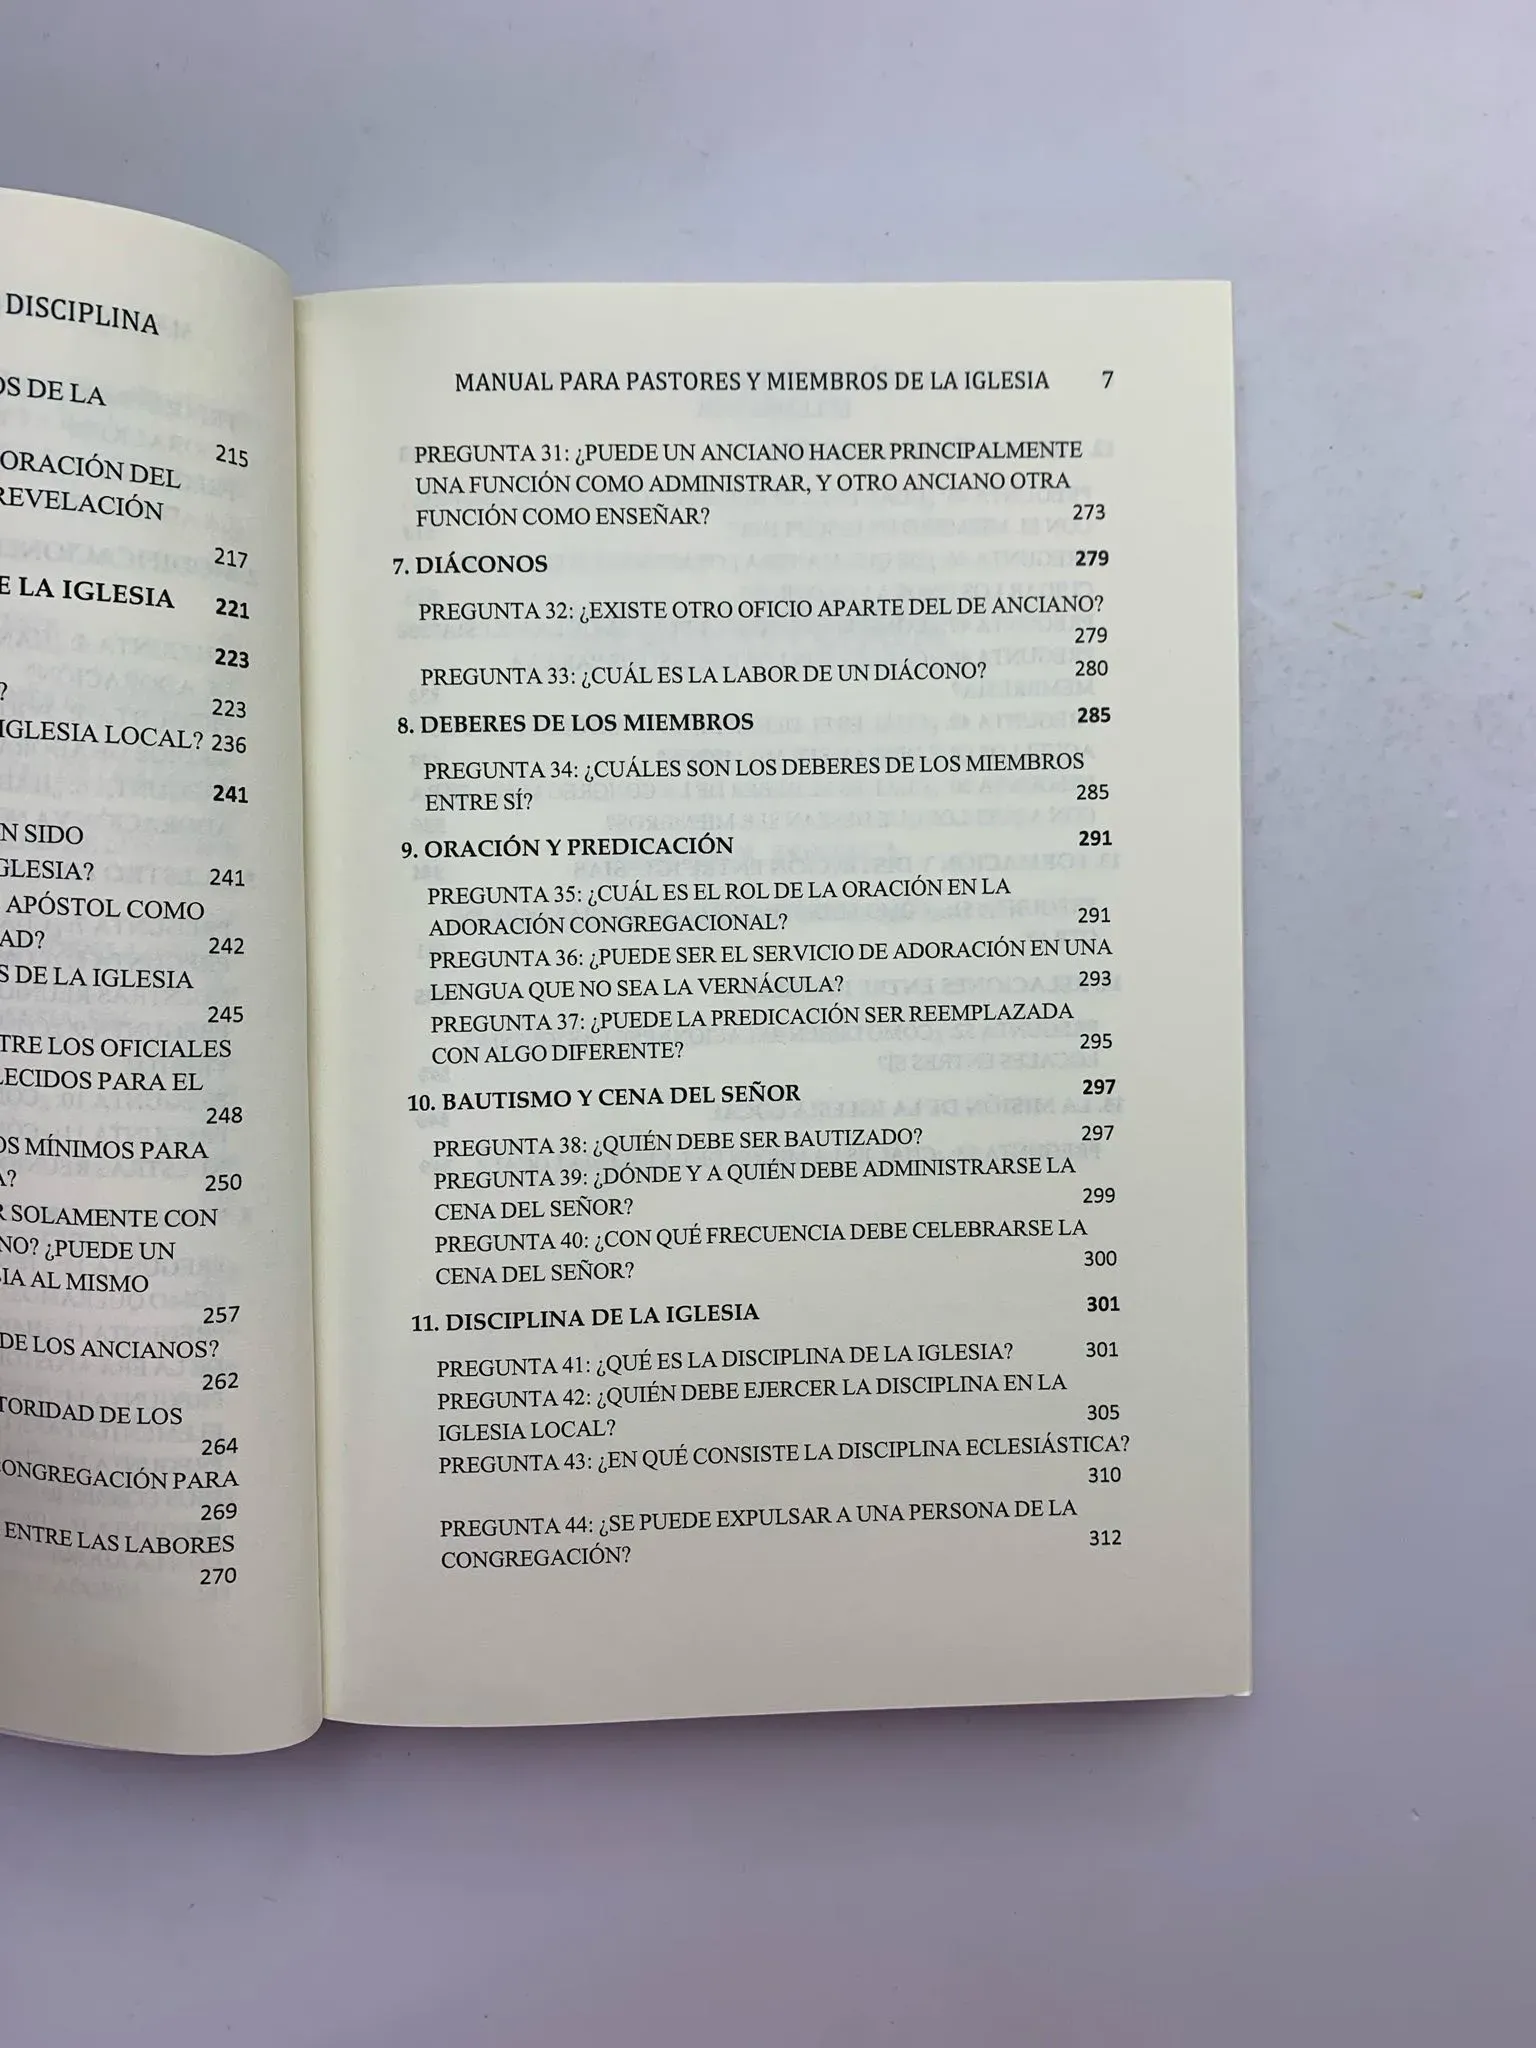 DISCIPLINA
DE LA
215
ORACIÓN DEL
REVELACIÓN
217
LA IGLESIA 221
223
?
223
IGLESIA LOCAL? 236
241
SIDO
IGLESIA?
241
APÓSTOL COMO
242
DE LA IGLESIA
245
LOS OFICIALES
PARA EL
248
MÍNIMOS PARA
250
SOLAMENTE CON
¿PUEDE UN
AL MISMO
257
DE LOS ANCIANOS?
262
DE LOS
264
CONGREGACIÓN PARA
269
ENTRE LAS LABORES
270
MANUAL PARA PASTORES Y MIEMBROS DE LA IGLESIA 7
PREGUNTA 31: ¿PUEDE UN ANCIANO HACER PRINCIPALMENTE
UNA FUNCIÓN COMO ADMINISTRAR, Y OTRO ANCIANO OTRA
FUNCIÓN COMO ENSEÑAR? 273
7. DIÁCONOS 279
PREGUNTA 32: ¿EXISTE OTRO OFICIO APARTE DEL DE ANCIANO?
279
PREGUNTA 33: ¿CUÁL ES LA LABOR DE UN DIÁCONO? 280
8. DEBERES DE LOS MIEMBROS 285
PREGUNTA 34: ¿CUÁLES SON LOS DEBERES DE LOS MIEMBROS
ENTRE SÍ? 285
9. ORACIÓN Y PREDICACIÓN 291
PREGUNTA 35: ¿CUÁL ES EL ROL DE LA ORACIÓN EN LA
ADORACIÓN CONGREGACIONAL? 291
PREGUNTA 36: ¿PUEDE SER EL SERVICIO DE ADORACIÓN EN UNA
LENGUA QUE NO SEA LA VERNÁCULA? 293
PREGUNTA 37: ¿PUEDE LA PREDICACIÓN SER REEMPLAZADA
CON ALGO DIFERENTE? 295
10. BAUTISMO Y CENA DEL SEÑOR 297
PREGUNTA 38: ¿QUIÉN DEBE SER BAUTIZADO? 297
PREGUNTA 39: ¿DÓNDE Y A QUIÉN DEBE ADMINISTRARSE LA
CENA DEL SEÑOR? 299
PREGUNTA 40: ¿CON QUÉ FRECUENCIA DEBE CELEBRARSE LA
CENA DEL SEÑOR? 300
11. DISCIPLINA DE LA IGLESIA 301
PREGUNTA 41: ¿QUÉ ES LA DISCIPLINA DE LA IGLESIA? 301
PREGUNTA 42: ¿QUIÉN DEBE EJERCER LA DISCIPLINA EN LA
IGLESIA LOCAL? 305
PREGUNTA 43: ¿EN QUÉ CONSISTE LA DISCIPLINA ECLESIÁSTICA?
310
PREGUNTA 44: ¿SE PUEDE EXPULSAR A UNA PERSONA DE LA
CONGREGACIÓN? 312